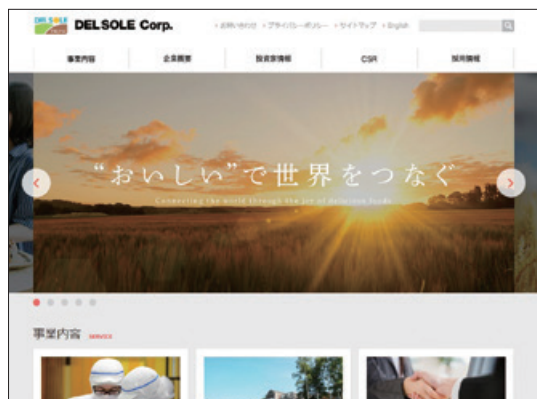 DEL SOLE
DELSOLE Corp.
お問い合わせ プライバシーポリシー サイトマップ English
事業内容 企業概要 投資家情報 CSR 採用情報
“おいしい”で世界をつなぐ
Connecting the world through the joy of delicious foods
事業内容 SERVICE